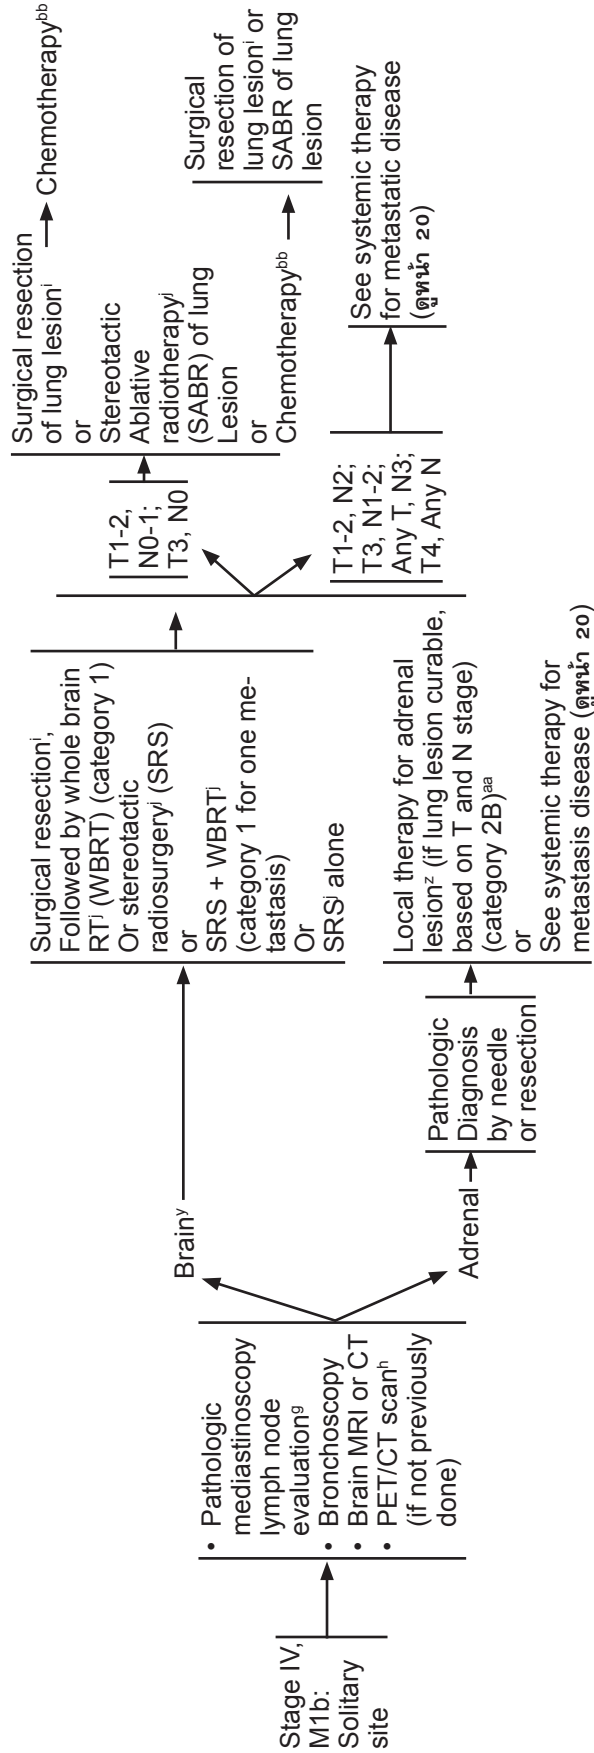 Stage IV,
M1b:
Solitary
site
• Pathologic
mediastinoscopy
lymph node
evaluationᵍ
• Bronchoscopy
• Brain MRI or CT
• PET/CT scanʰ
(if not previously
done)
Brainʸ
Surgical resectionⁱ,
Followed by whole brain
RTʲ (WBRT) (category 1)
Or stereotactic
radiosurgeryʲ (SRS)
or
SRS + WBRTʲ
(category 1 for one me-
tastasis)
Or
SRSʲ alone
T1-2,
N0-1;
T3, N0
Surgical resection
of lung lesionⁱ
or
Stereotactic
Ablative
radiotherapyʲ
(SABR) of lung
Lesion
or
Chemotherapyᵇᵇ
Chemotherapyᵇᵇ
Surgical
resection of
lung lesionⁱ or
SABR of lung
lesion
T1-2, N2;
T3, N1-2;
Any T, N3;
T4, Any N
See systemic therapy
for metastatic disease
(ดูหน้า 20)
Adrenal
Pathologic
Diagnosis
by needle
or resection
Local therapy for adrenal
lesionᶻ (if lung lesion curable,
based on T and N stage)
(category 2B)ᵃᵃ
or
See systemic therapy for
metastasis disease (ดูหน้า 20)